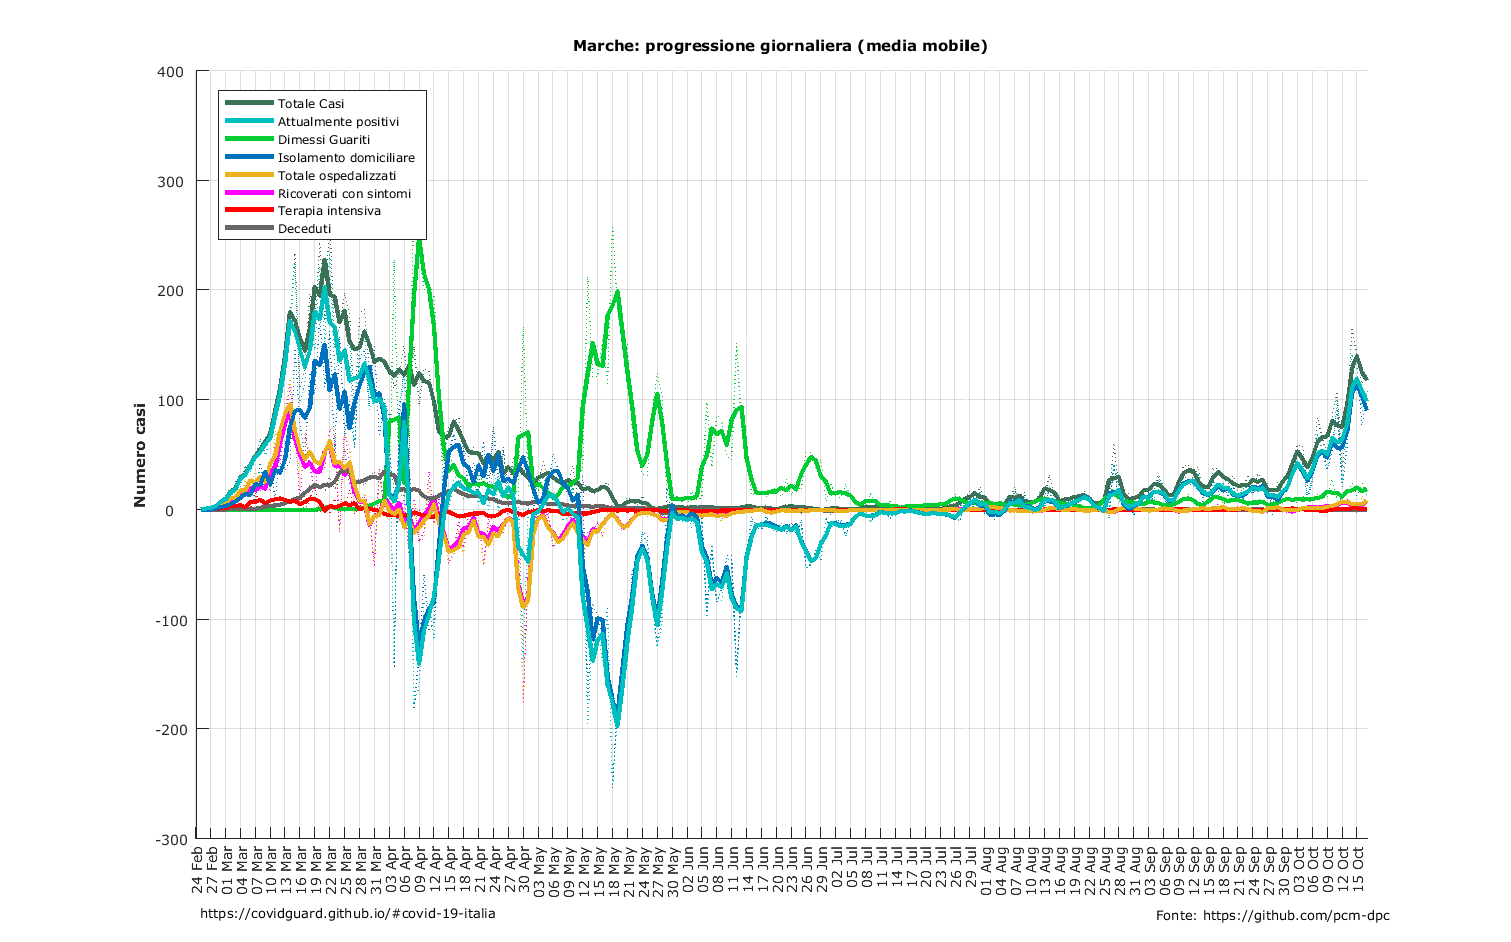 Marche: progressione giornaliera (media mobile)
400
300
200
100
0
-100
-200
-300
Numero casi
Totale Casi
Attualmente positivi
Dimessi Guariti
Isolamento domiciliare
Totale ospedalizzati
Ricoverati con sintomi
Terapia intensiva
Deceduti
24 Feb
27 Feb
01 Mar
04 Mar
07 Mar
10 Mar
13 Mar
16 Mar
19 Mar
22 Mar
25 Mar
28 Mar
31 Mar
03 Apr
06 Apr
09 Apr
12 Apr
15 Apr
18 Apr
21 Apr
24 Apr
27 Apr
30 Apr
03 May
06 May
09 May
12 May
15 May
18 May
21 May
24 May
27 May
30 May
02 Jun
05 Jun
08 Jun
11 Jun
14 Jun
17 Jun
20 Jun
23 Jun
26 Jun
29 Jun
02 Jul
05 Jul
08 Jul
11 Jul
14 Jul
17 Jul
20 Jul
23 Jul
26 Jul
29 Jul
01 Aug
04 Aug
07 Aug
10 Aug
13 Aug
16 Aug
19 Aug
22 Aug
25 Aug
28 Aug
31 Aug
03 Sep
06 Sep
09 Sep
12 Sep
15 Sep
18 Sep
21 Sep
24 Sep
27 Sep
30 Sep
03 Oct
06 Oct
09 Oct
12 Oct
15 Oct
https://covidguard.github.io/#covid-19-italia
Fonte: https://github.com/pcm-dpc